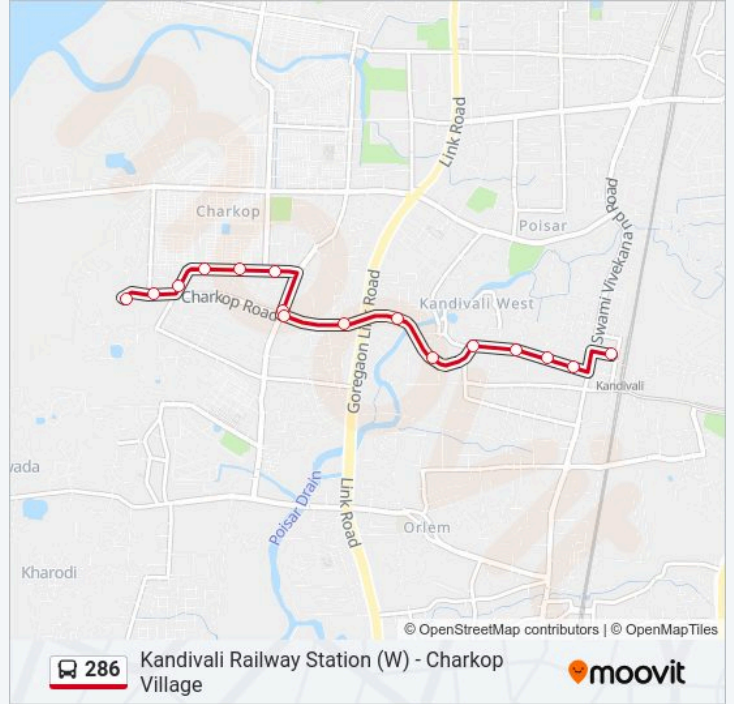 Link Road
Charkop
Swami Vivekanand Road
Poisar
Charkop Road
Goregaon Link Road
Kandivali West
Kandivali
Poisar Drain
Link Road
Orlem
Kharodi
© OpenStreetMap contributors | © OpenMapTiles
286
Kandivali Railway Station (W) - Charkop
Village
moovit